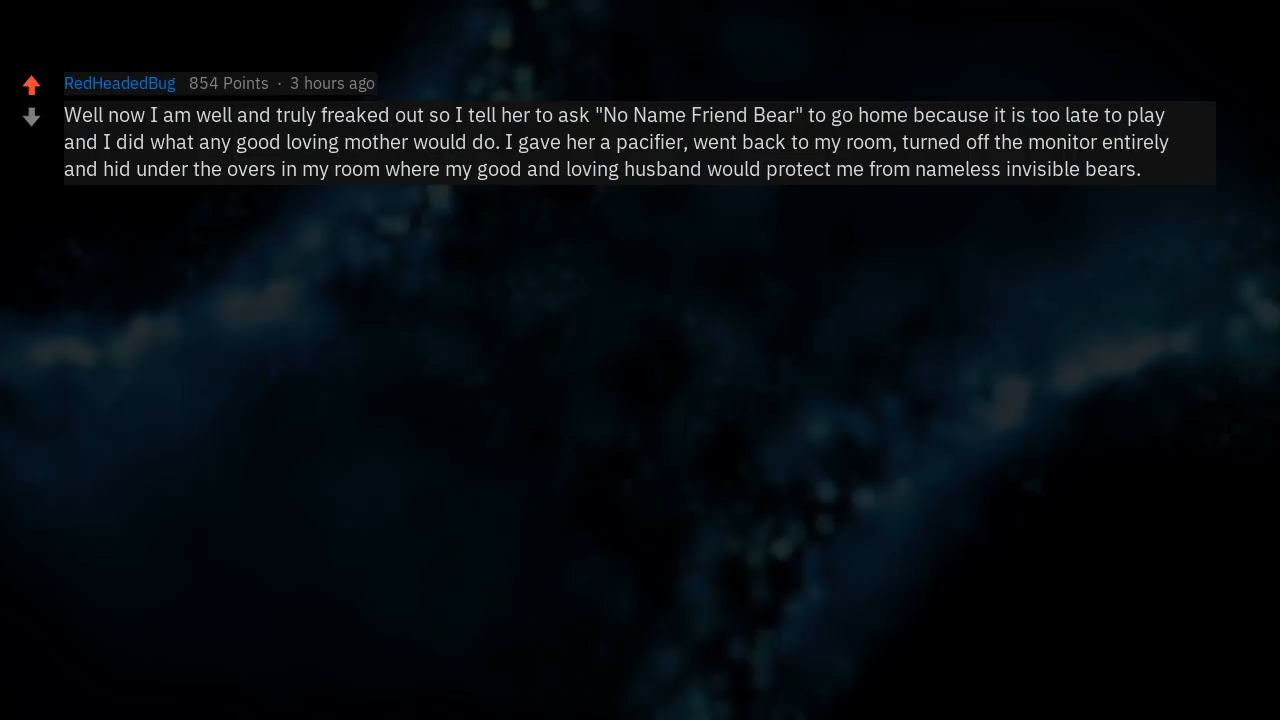 RedHeadedBug 854 Points · 3 hours ago
Well now I am well and truly freaked out so I tell her to ask "No Name Friend Bear" to go home because it is too late to play
and I did what any good loving mother would do. I gave her a pacifier, went back to my room, turned off the monitor entirely
and hid under the overs in my room where my good and loving husband would protect me from nameless invisible bears.